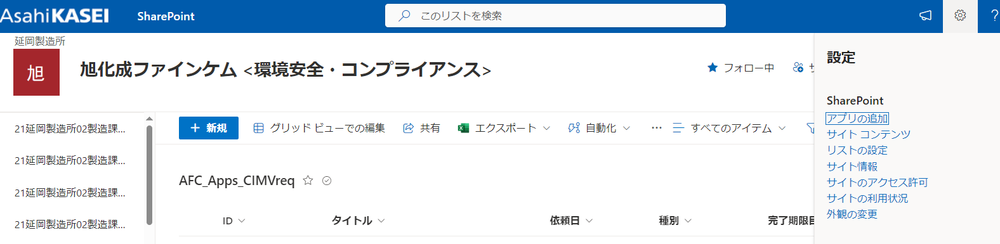 AsahiKASEI SharePoint このリストを検索 ?
延岡製造所
旭
旭化成ファインケム <環境安全・コンプライアンス>
フォロー中
設定
SharePoint
アプリの追加
サイト コンテンツ
リストの設定
サイト情報
サイトのアクセス許可
サイトの利用状況
外観の変更
21延岡製造所02製造課...
21延岡製造所02製造課...
21延岡製造所02製造課...
21延岡製造所02製造課...
+ 新規 グリッド ビューでの編集 共有 エクスポート 自動化 ... すべてのアイテム
AFC_Apps_CIMVreq
ID タイトル 依頼日 種別 完了期限